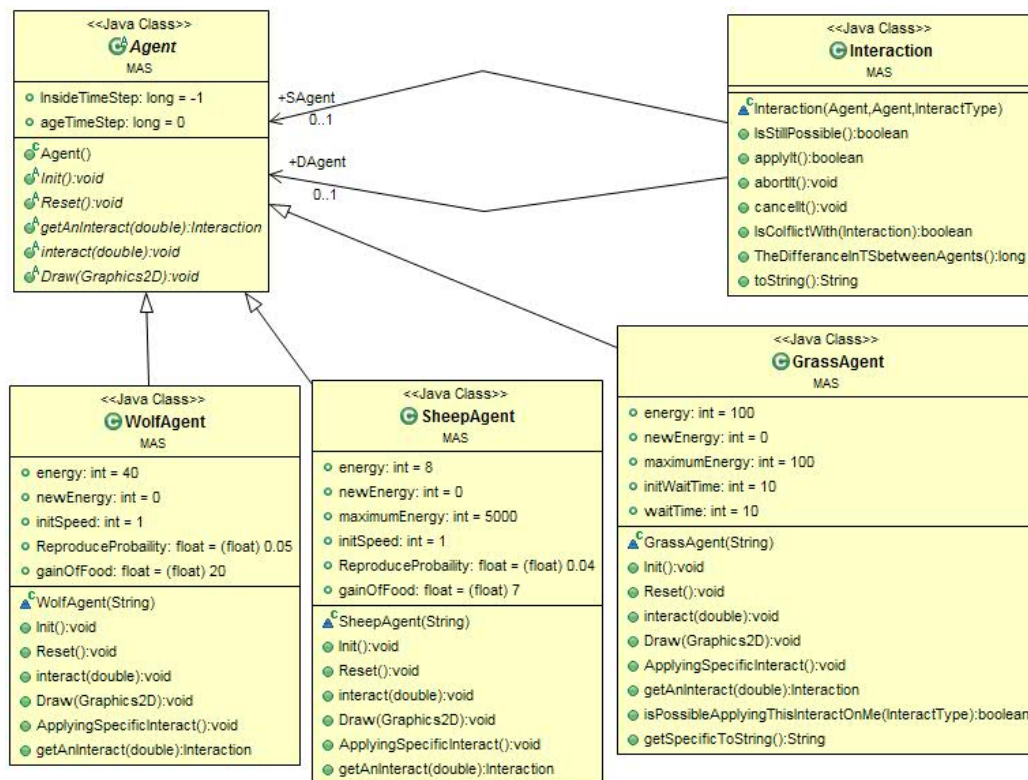 <<Java Class>>
Agent
MAS
InsideTimeStep: long = -1
ageTimeStep: long = 0
Agent()
Init():void
Reset():void
getAnInteract(double):Interaction
interact(double):void
Draw(Graphics2D):void
+SAgent
0..1
+DAgent
0..1
<<Java Class>>
Interaction
MAS
Interaction(Agent,Agent,InteractType)
IsStillPossible():boolean
applyIt():boolean
abortIt():void
cancelIt():void
IsColflictWith(Interaction):boolean
TheDifferanceInTSbetweenAgents():long
toString():String
<<Java Class>>
WolfAgent
MAS
energy: int = 40
newEnergy: int = 0
initSpeed: int = 1
ReproduceProbaility: float = (float) 0.05
gainOfFood: float = (float) 20
WolfAgent(String)
Init():void
Reset():void
interact(double):void
Draw(Graphics2D):void
ApplyingSpecificInteract():void
getAnInteract(double):Interaction
<<Java Class>>
SheepAgent
MAS
energy: int = 8
newEnergy: int = 0
maximumEnergy: int = 5000
initSpeed: int = 1
ReproduceProbaility: float = (float) 0.04
gainOfFood: float = (float) 7
SheepAgent(String)
Init():void
Reset():void
interact(double):void
Draw(Graphics2D):void
ApplyingSpecificInteract():void
getAnInteract(double):Interaction
<<Java Class>>
GrassAgent
MAS
energy: int = 100
newEnergy: int = 0
maximumEnergy: int = 100
initWaitTime: int = 10
waitTime: int = 10
GrassAgent(String)
Init():void
Reset():void
interact(double):void
Draw(Graphics2D):void
ApplyingSpecificInteract():void
getAnInteract(double):Interaction
isPossibleApplyingThisInteractOnMe(InteractType):boolean
getSpecificToString():String